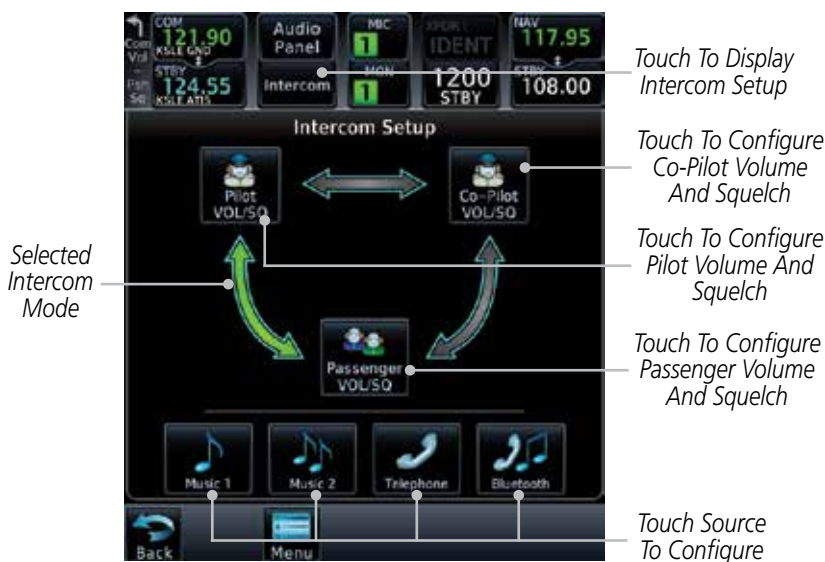 Com
Vol
Psh
Sq
COM
121.90
KSLE GND
STBY
124.55
KSLE ATIS
Audio
Panel
Intercom
MIC
1
MON
1
XPDR1
IDENT
1200
STBY
NAV
117.95
STBY
108.00
Intercom Setup
Pilot
VOL/SQ
Co-Pilot
VOL/SQ
Passenger
VOL/SQ
Music 1
Music 2
Telephone
Bluetooth
Back
Menu
Selected
Intercom
Mode
Touch To Display
Intercom Setup
Touch To Configure
Co-Pilot Volume
And Squelch
Touch To Configure
Pilot Volume And
Squelch
Touch To Configure
Passenger Volume
And Squelch
Touch Source
To Configure